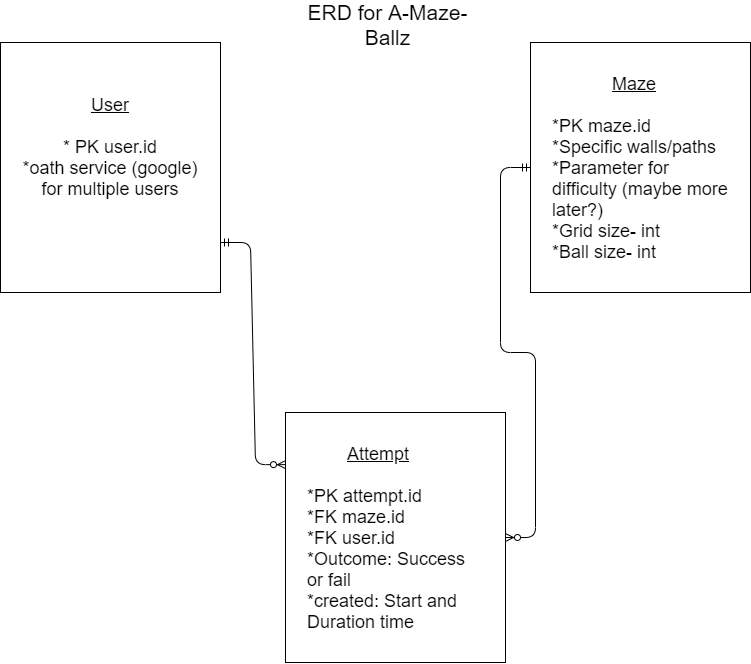 ERD for A-Maze-
Ballz
User
* PK user.id
*oath service (google)
for multiple users
Maze
*PK maze.id
*Specific walls/paths
*Parameter for
difficulty (maybe more
later?)
*Grid size- int
*Ball size- int
Attempt
*PK attempt.id
*FK maze.id
*FK user.id
*Outcome: Success
or fail
*created: Start and
Duration time